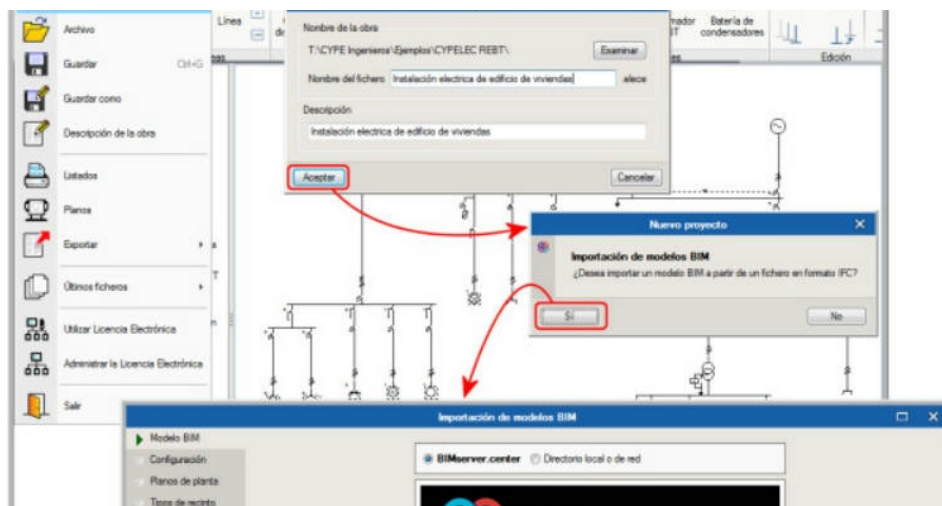 Archivo
Guardar Ctrl+G
Guardar como
Descripción de la obra
Listados
Planos
Exportar
Últimos ficheros
Utilizar Licencia Electrónica
Administrar la Licencia Electrónica
Salir
Línea
Batería de
condensadores
Edición
Nombre de la obra
T:\CYPE Ingenieros\Ejemplos\CYPELEC REBT\
Examinar
Nombre del fichero Instalación electrica de edificio de viviendas
Descripción
Instalación electrica de edificio de viviendas
Aceptar Cancelar
Nuevo proyecto
Importación de modelos BIM
¿Desea importar un modelo BIM a partir de un fichero en formato IFC?
Sí No
Importación de modelos BIM
Modelo BIM
Configuración
Planos de planta
Tipos de recinto
BIMserver.center Directorio local o de red